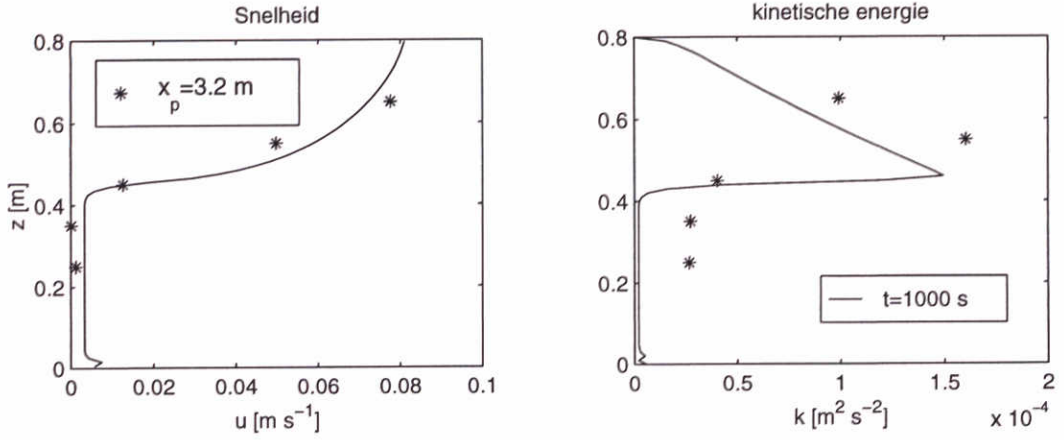 Snelheid
0.8
0.6
0.4
0.2
0
z [m]
x_p=3.2 m
0 0.02 0.04 0.06 0.08 0.1
u [m s⁻¹]
kinetische energie
0.8
0.6
0.4
0.2
0
t=1000 s
0 0.5 1 1.5 2
k [m² s⁻²]
x 10⁻⁴